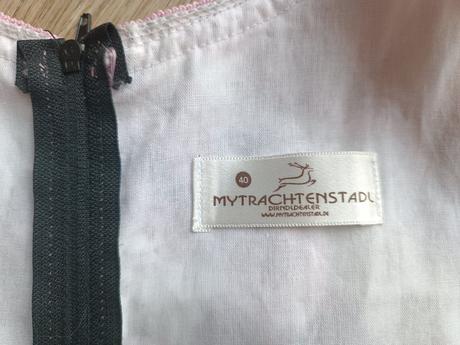 40
MYTRACHTENSTADL
DIRNDLDEALER
WWW.MYTRACHTENSTADL.DE